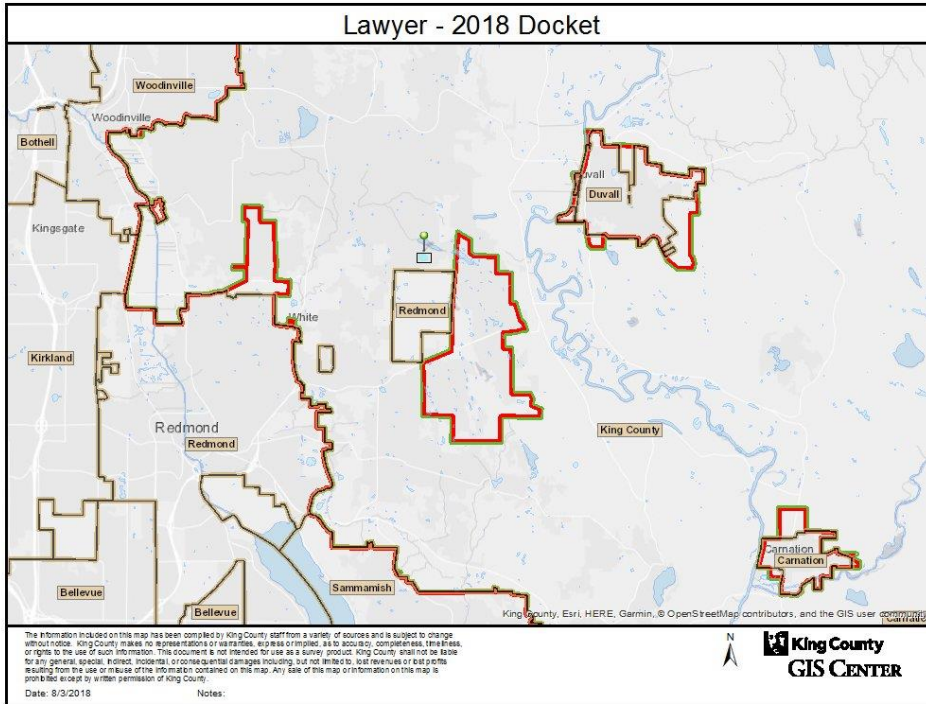 Lawyer - 2018 Docket
Woodinville
Woodinville
Bothell
Duvall
Kingsgate
Redmond
White
Kirkland
Redmond
Redmond
King County
Carnation
Carnation
Bellevue
Sammamish
Bellevue
King County, Esri, HERE, Garmin, © OpenStreetMap contributors, and the GIS user community
The information included on this map has been compiled by King County staff from a variety of sources and is subject to change
without notice. King County makes no representations or warranties, express or implied, as to accuracy, completeness, timeliness,
or rights to the use of such information. This document is not intended for use as a survey product. King County shall not be liable
for any general, special, indirect, incidental, or consequential damages including, but not limited to, lost revenues or lost profits
resulting from the use or misuse of the information contained on this map. Any sale of this map or information on this map is
prohibited except by written permission of King County.
Date: 8/3/2018 Notes:
N
King County
GIS CENTER